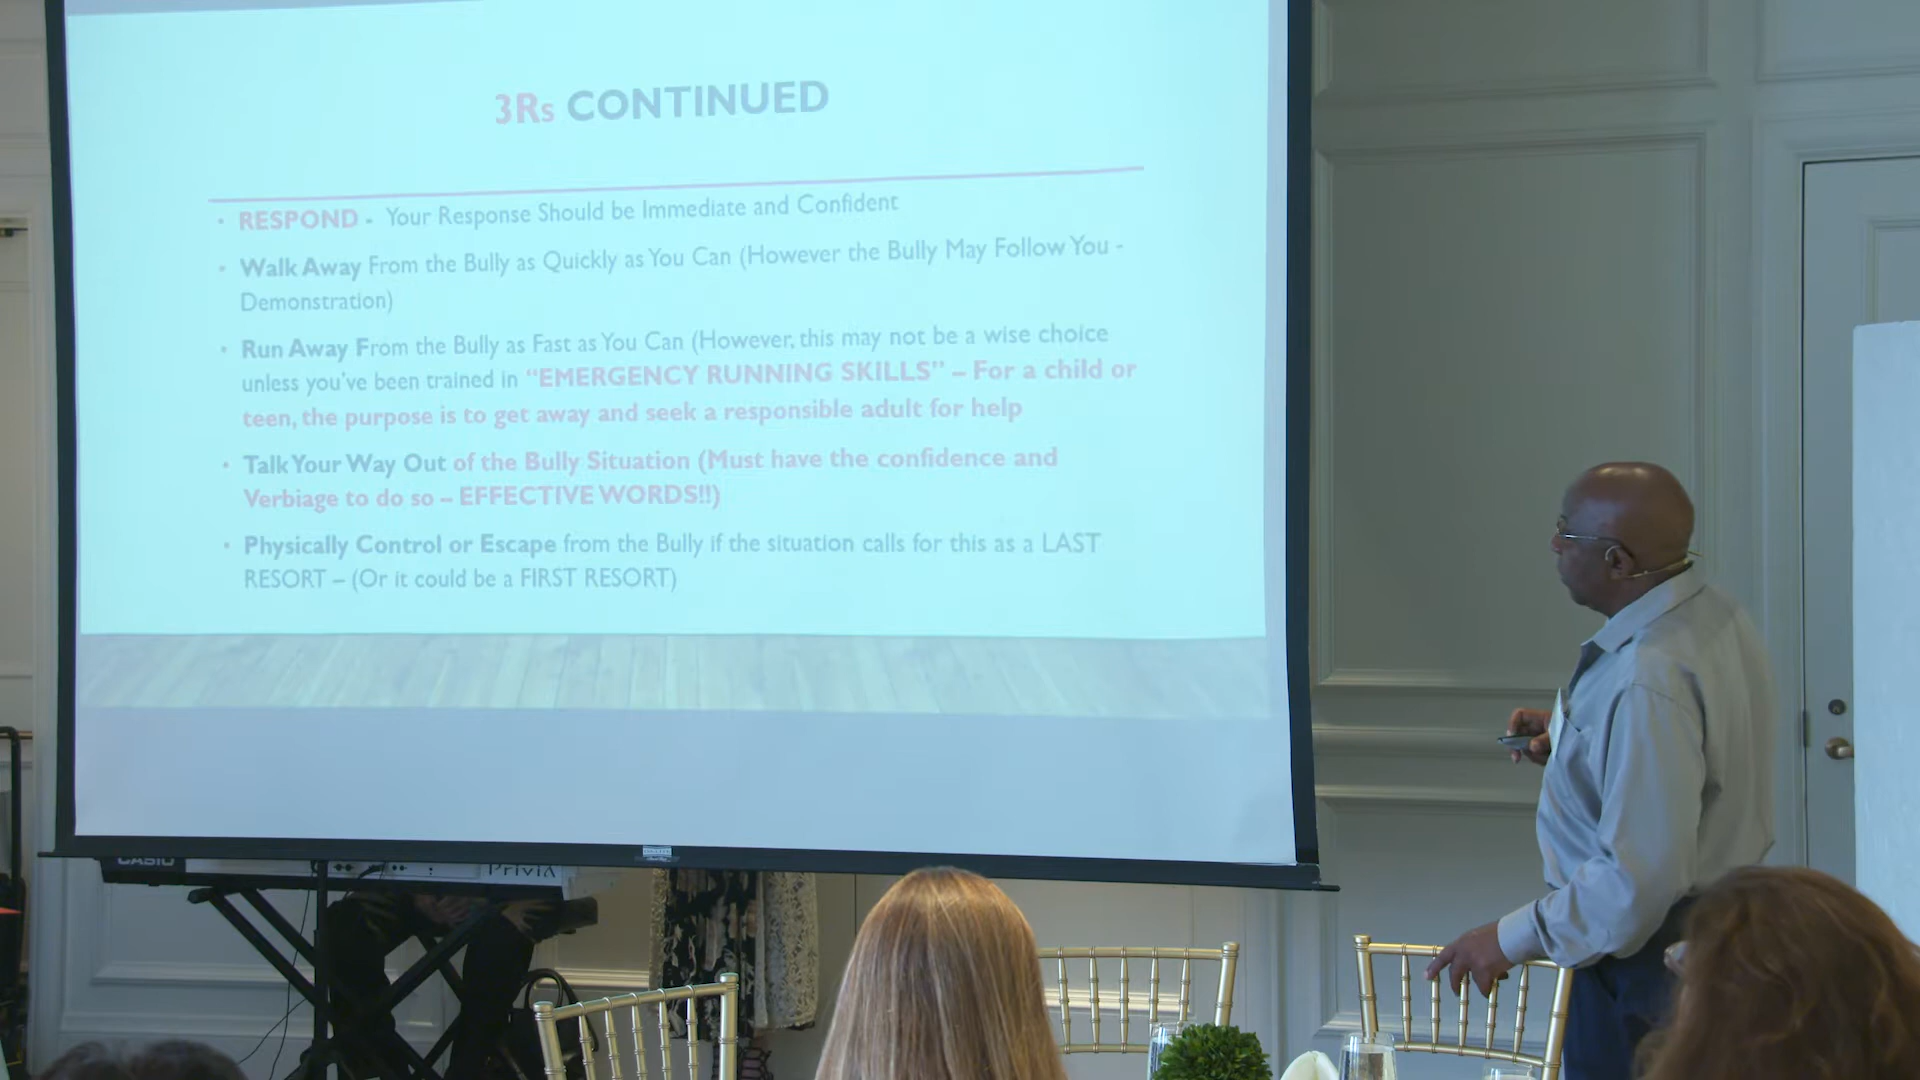 3Rs CONTINUED
• RESPOND - Your Response Should be Immediate and Confident
• Walk Away From the Bully as Quickly as You Can (However the Bully May Follow You -
Demonstration)
• Run Away From the Bully as Fast as You Can (However, this may not be a wise choice
unless you've been trained in “EMERGENCY RUNNING SKILLS” – For a child or
teen, the purpose is to get away and seek a responsible adult for help
• Talk Your Way Out of the Bully Situation (Must have the confidence and
Verbiage to do so – EFFECTIVE WORDS!!)
• Physically Control or Escape from the Bully if the situation calls for this as a LAST
RESORT – (Or it could be a FIRST RESORT)
CASIO
Privia